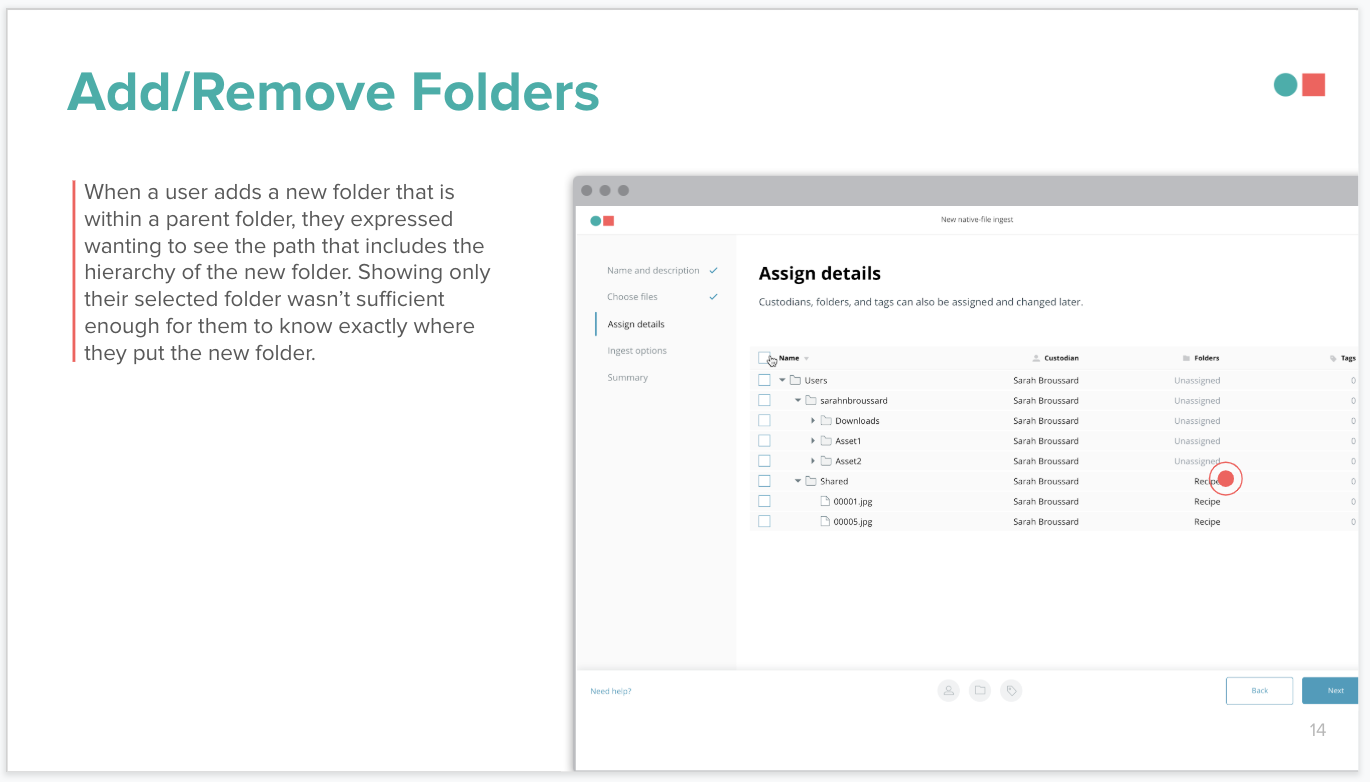 Add/Remove Folders
When a user adds a new folder that is
within a parent folder, they expressed
wanting to see the path that includes the
hierarchy of the new folder. Showing only
their selected folder wasn’t sufficient
enough for them to know exactly where
they put the new folder.
New native-file ingest
Name and description
Choose files
Assign details
Ingest options
Summary
Assign details
Custodians, folders, and tags can also be assigned and changed later.
Name Custodian Folders Tags
Users Sarah Broussard Unassigned 0
sarahnbroussard Sarah Broussard Unassigned 0
Downloads Sarah Broussard Unassigned 0
Asset1 Sarah Broussard Unassigned 0
Asset2 Sarah Broussard Unassigned 0
Shared Sarah Broussard Recipe 0
00001.jpg Sarah Broussard Recipe 0
00005.jpg Sarah Broussard Recipe 0
Need help? Back Next
14